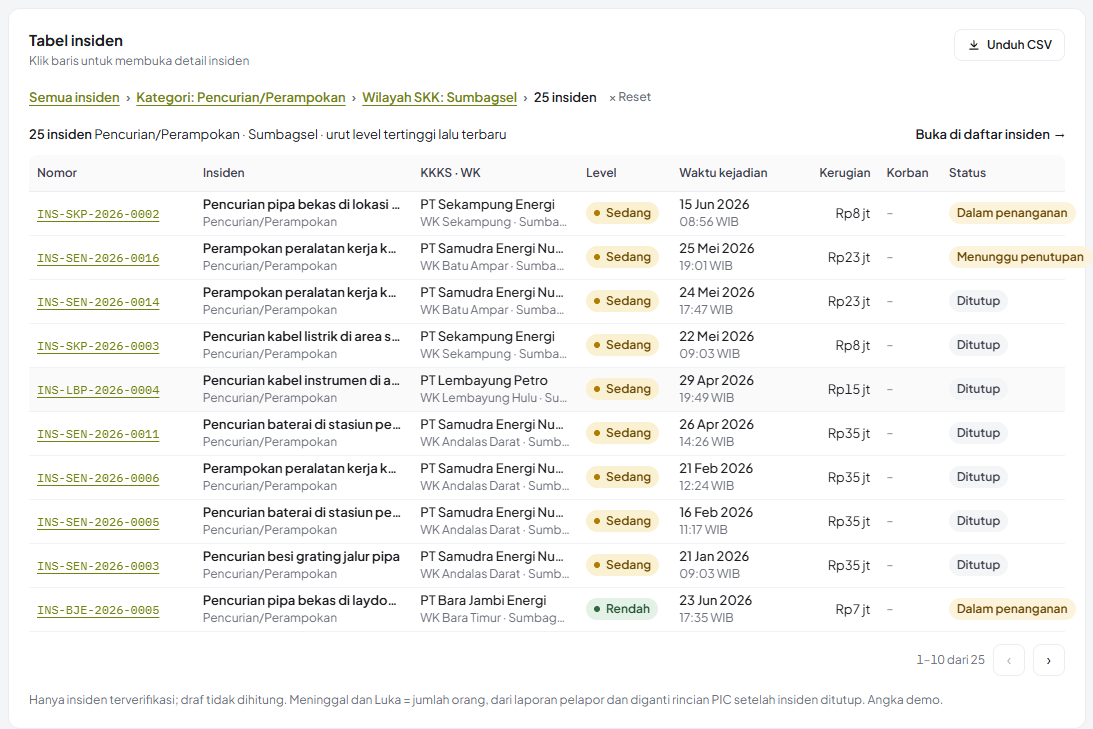 Tabel insiden
Klik baris untuk membuka detail insiden
Unduh CSV
Semua insiden › Kategori: Pencurian/Perampokan › Wilayah SKK: Sumbagsel › 25 insiden × Reset
25 insiden Pencurian/Perampokan · Sumbagsel · urut level tertinggi lalu terbaru
Buka di daftar insiden →
Nomor Insiden KKKS · WK Level Waktu kejadian Kerugian Korban Status
INS-SKP-2026-0002 Pencurian pipa bekas di lokasi ... PT Sekampung Energi Sedang 15 Jun 2026 Rp8 jt – Dalam penanganan
Pencurian/Perampokan WK Sekampung · Sumba... 08:56 WIB
INS-SEN-2026-0016 Perampokan peralatan kerja k... PT Samudra Energi Nu... Sedang 25 Mei 2026 Rp23 jt – Menunggu penutupan
Pencurian/Perampokan WK Batu Ampar · Sumba... 19:01 WIB
INS-SEN-2026-0014 Perampokan peralatan kerja k... PT Samudra Energi Nu... Sedang 24 Mei 2026 Rp23 jt – Ditutup
Pencurian/Perampokan WK Batu Ampar · Sumba... 17:47 WIB
INS-SKP-2026-0003 Pencurian kabel listrik di area s... PT Sekampung Energi Sedang 22 Mei 2026 Rp8 jt – Ditutup
Pencurian/Perampokan WK Sekampung · Sumba... 09:03 WIB
INS-LBP-2026-0004 Pencurian kabel instrumen di a... PT Lembayung Petro Sedang 29 Apr 2026 Rp15 jt – Ditutup
Pencurian/Perampokan WK Lembayung Hulu · Su... 19:49 WIB
INS-SEN-2026-0011 Pencurian baterai di stasiun pe... PT Samudra Energi Nu... Sedang 26 Apr 2026 Rp35 jt – Ditutup
Pencurian/Perampokan WK Andalas Darat · Sumb... 14:26 WIB
INS-SEN-2026-0006 Perampokan peralatan kerja k... PT Samudra Energi Nu... Sedang 21 Feb 2026 Rp35 jt – Ditutup
Pencurian/Perampokan WK Andalas Darat · Sumb... 12:24 WIB
INS-SEN-2026-0005 Pencurian baterai di stasiun pe... PT Samudra Energi Nu... Sedang 16 Feb 2026 Rp35 jt – Ditutup
Pencurian/Perampokan WK Andalas Darat · Sumb... 11:17 WIB
INS-SEN-2026-0003 Pencurian besi grating jalur pipa PT Samudra Energi Nu... Sedang 21 Jan 2026 Rp35 jt – Ditutup
Pencurian/Perampokan WK Andalas Darat · Sumb... 09:03 WIB
INS-BJE-2026-0005 Pencurian pipa bekas di laydo... PT Bara Jambi Energi Rendah 23 Jun 2026 Rp7 jt – Dalam penanganan
Pencurian/Perampokan WK Bara Timur · Sumbag... 17:35 WIB
1–10 dari 25 ‹ ›
Hanya insiden terverifikasi; draf tidak dihitung. Meninggal dan Luka = jumlah orang, dari laporan pelapor dan diganti rincian PIC setelah insiden ditutup. Angka demo.